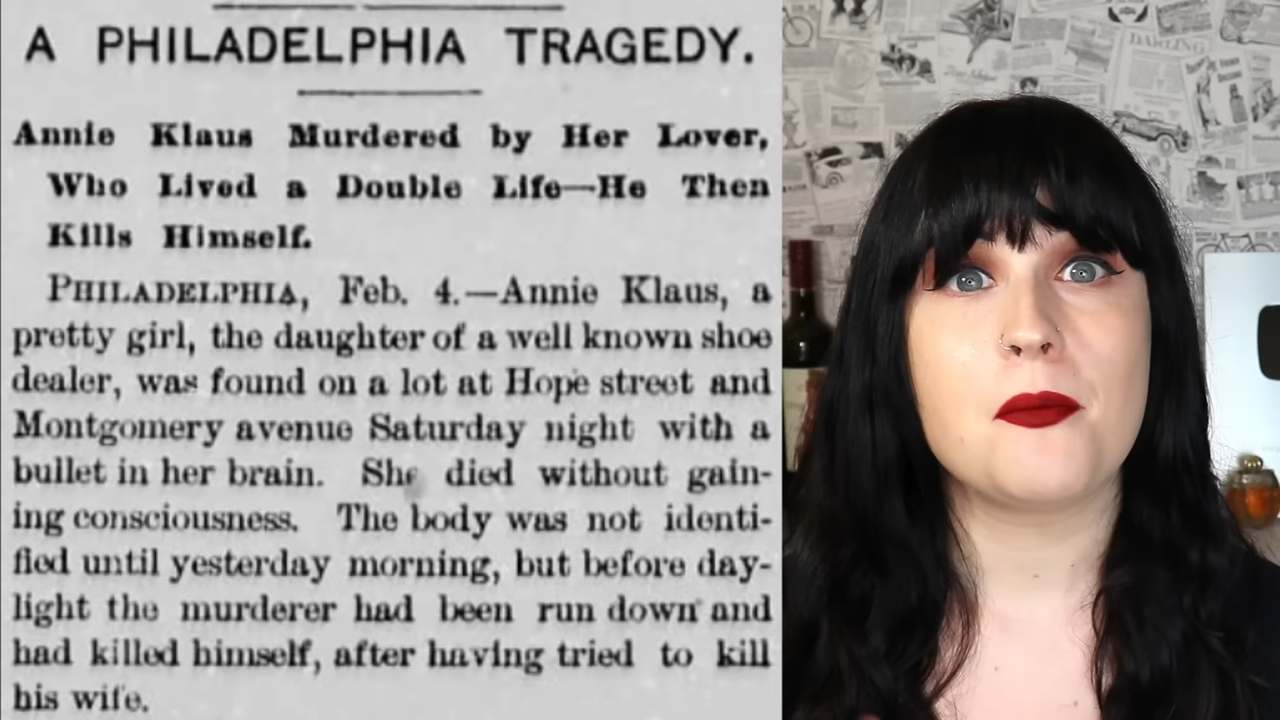 A PHILADELPHIA TRAGEDY.
Annie Klaus Murdered by Her Lover,
Who Lived a Double Life—He Then
Kills Himself.
PHILADELPHIA, Feb. 4.—Annie Klaus, a
pretty girl, the daughter of a well known shoe
dealer, was found on a lot at Hope street and
Montgomery avenue Saturday night with a
bullet in her brain. She died without gain-
ing consciousness. The body was not identi-
fied until yesterday morning, but before day-
light the murderer had been run down and
had killed himself, after having tried to kill
his wife.
DARLING